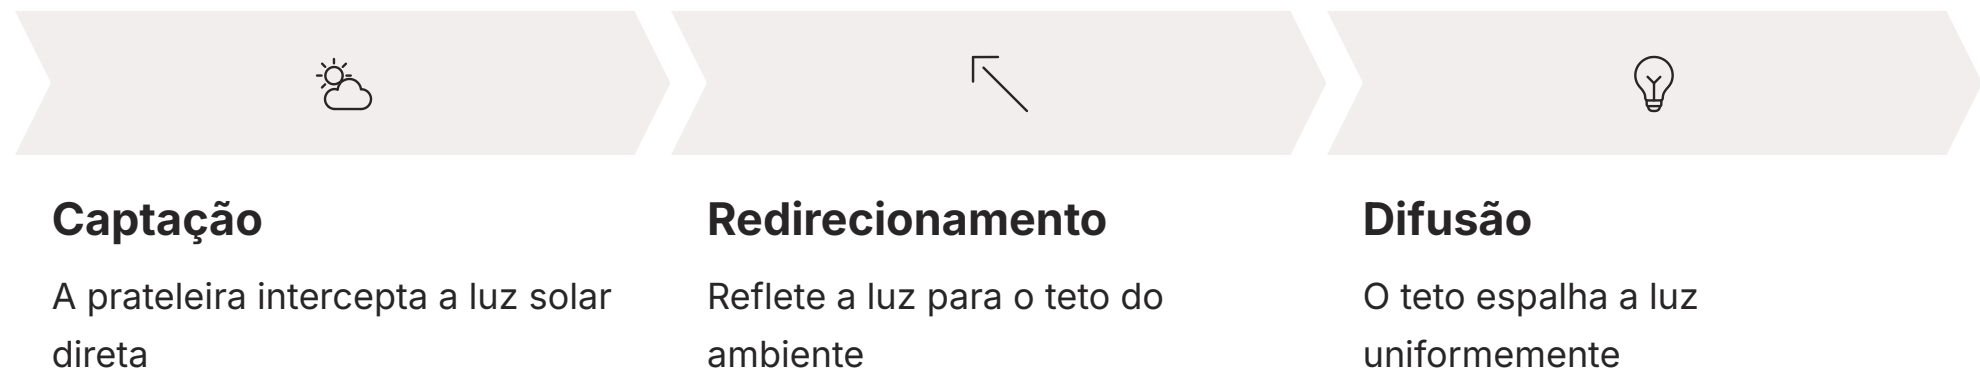 Captação
A prateleira intercepta a luz solar
direta
Redirecionamento
Reflete a luz para o teto do
ambiente
Difusão
O teto espalha a luz
uniformemente